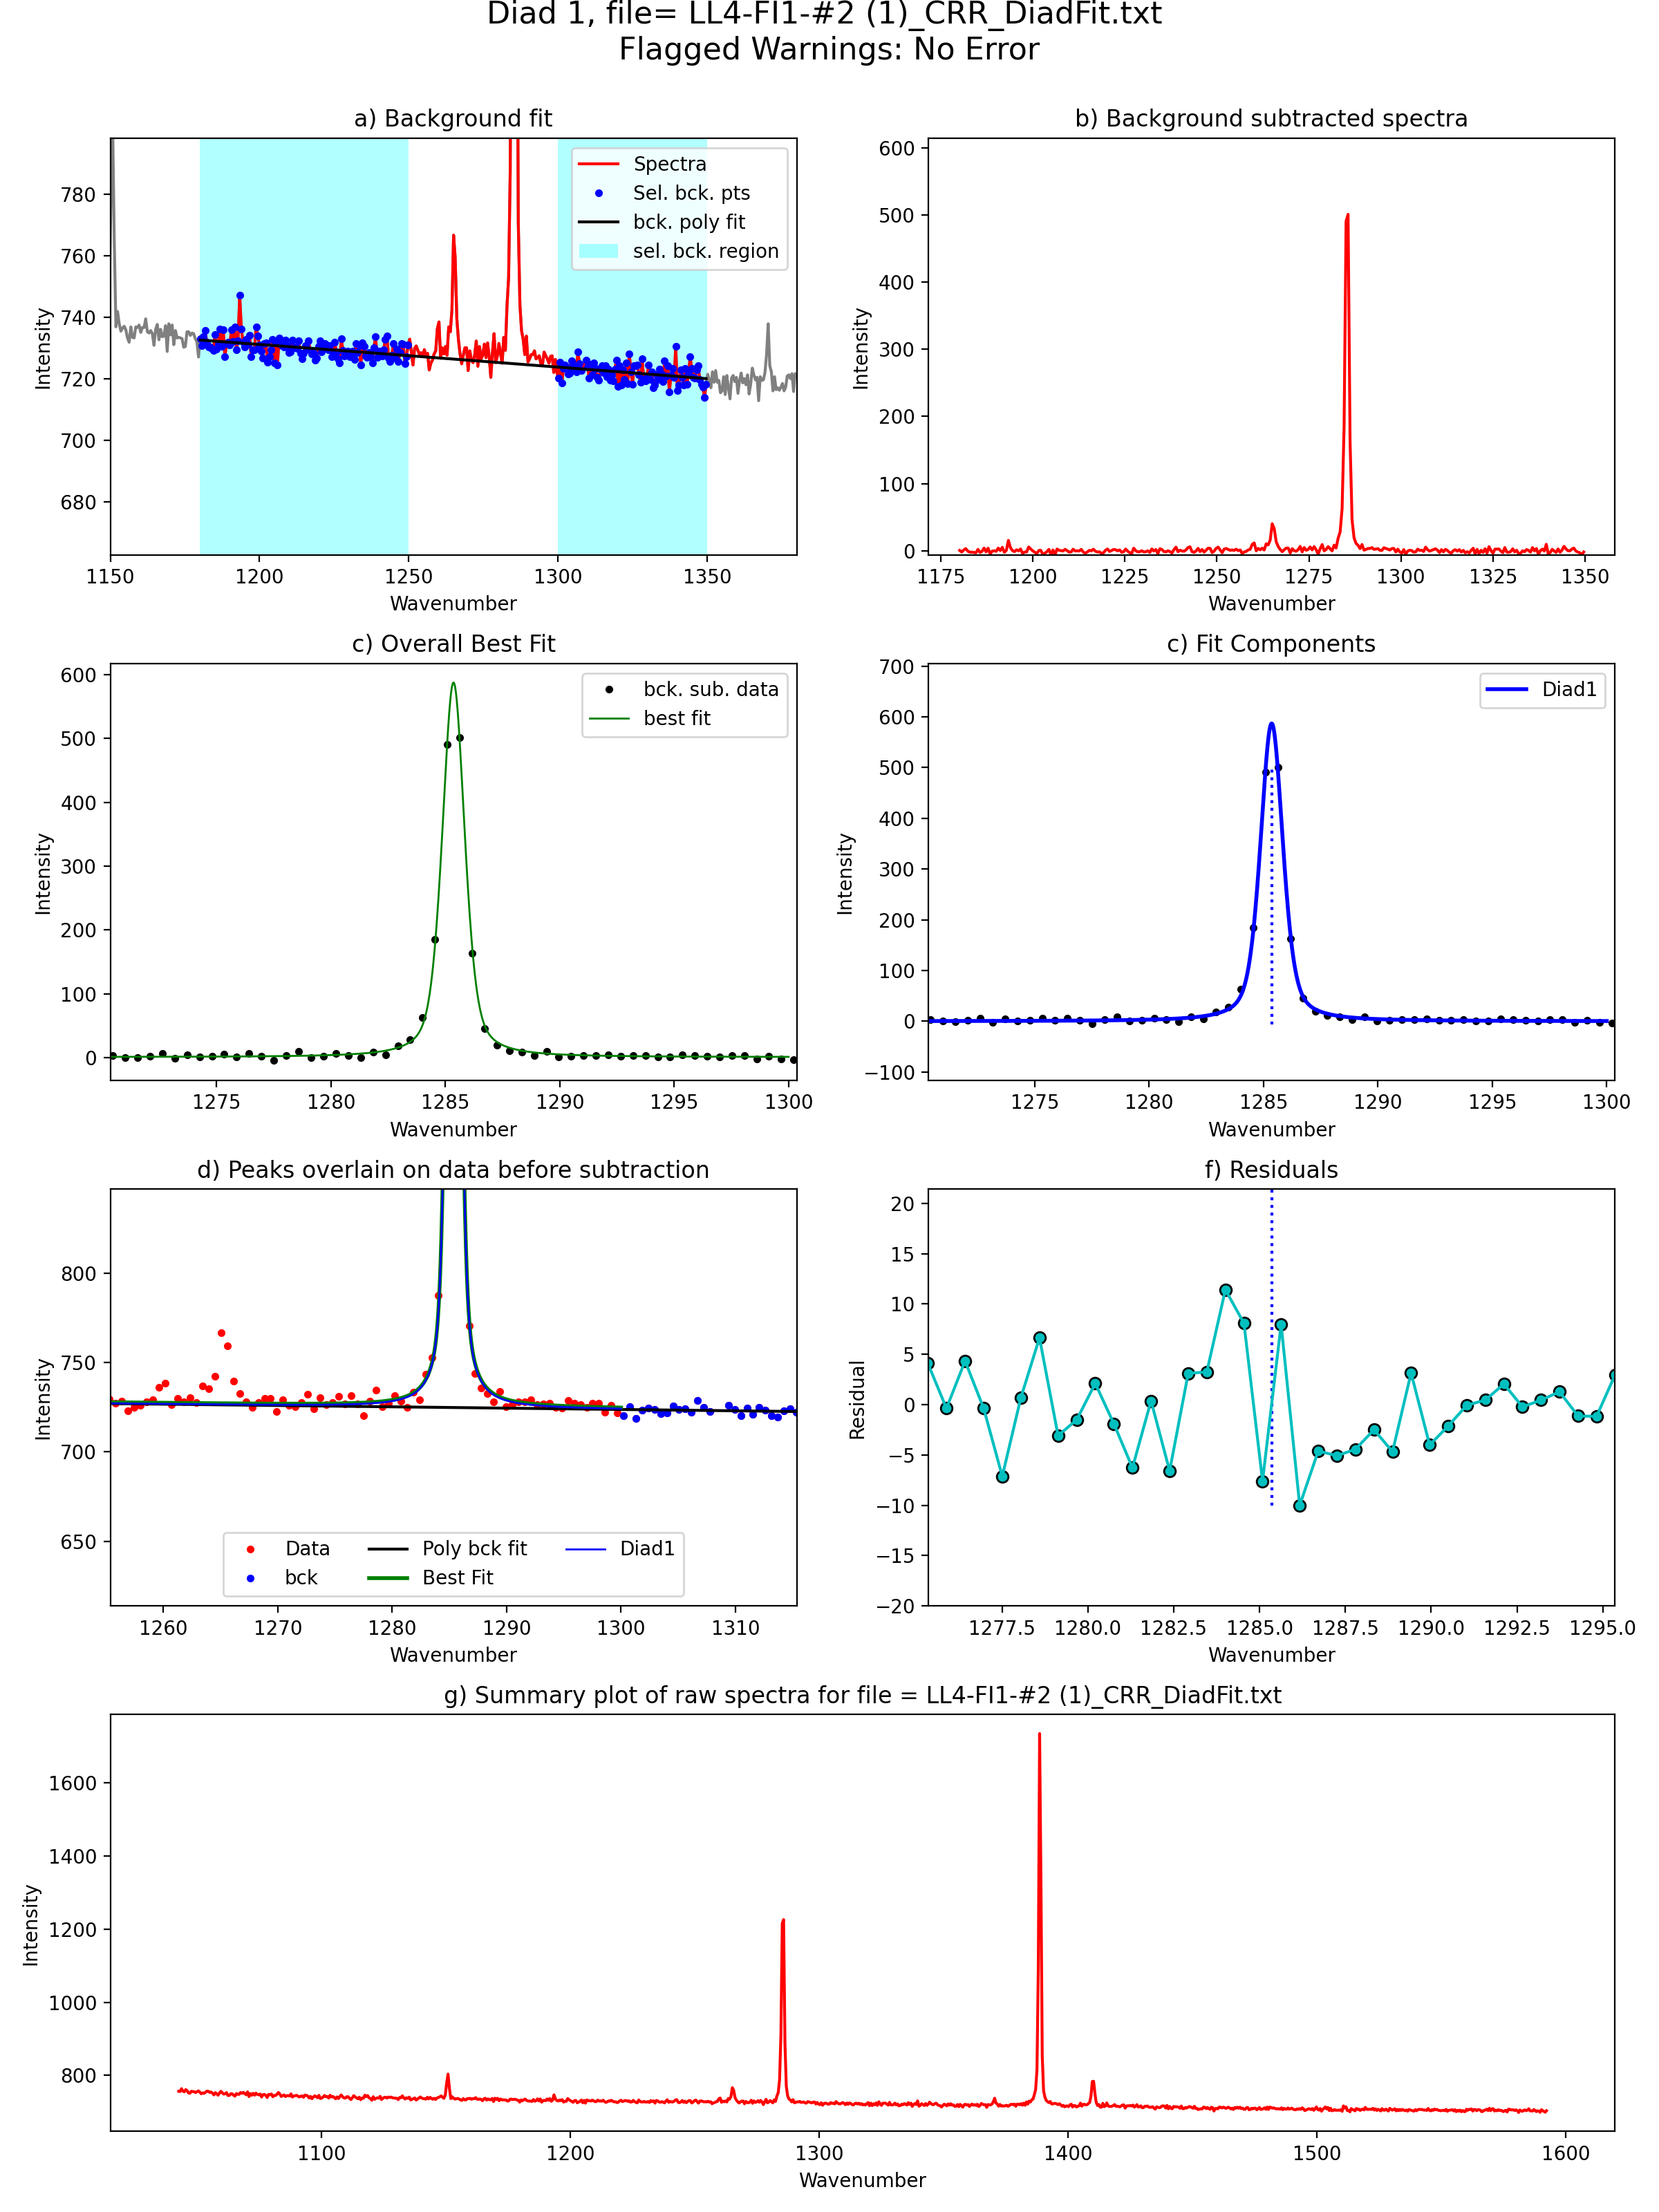 Diad 1, file= LL4-FI1-#2 (1)_CRR_DiadFit.txt
Flagged Warnings: No Error
a) Background fit
Intensity
780
760
740
720
700
680
Spectra
Sel. bck. pts
bck. poly fit
sel. bck. region
1150 1200 1250 1300 1350
Wavenumber
b) Background subtracted spectra
Intensity
600
500
400
300
200
100
0
1175 1200 1225 1250 1275 1300 1325 1350
Wavenumber
c) Overall Best Fit
Intensity
600
500
400
300
200
100
0
bck. sub. data
best fit
1275 1280 1285 1290 1295 1300
Wavenumber
c) Fit Components
Intensity
700
600
500
400
300
200
100
0
−100
Diad1
1275 1280 1285 1290 1295 1300
Wavenumber
d) Peaks overlain on data before subtraction
Intensity
800
750
700
650
Data Poly bck fit Diad1
bck Best Fit
1260 1270 1280 1290 1300 1310
Wavenumber
f) Residuals
Residual
20
15
10
5
0
−5
−10
−15
−20
1277.5 1280.0 1282.5 1285.0 1287.5 1290.0 1292.5 1295.0
Wavenumber
g) Summary plot of raw spectra for file = LL4-FI1-#2 (1)_CRR_DiadFit.txt
Intensity
1600
1400
1200
1000
800
1100 1200 1300 1400 1500 1600
Wavenumber